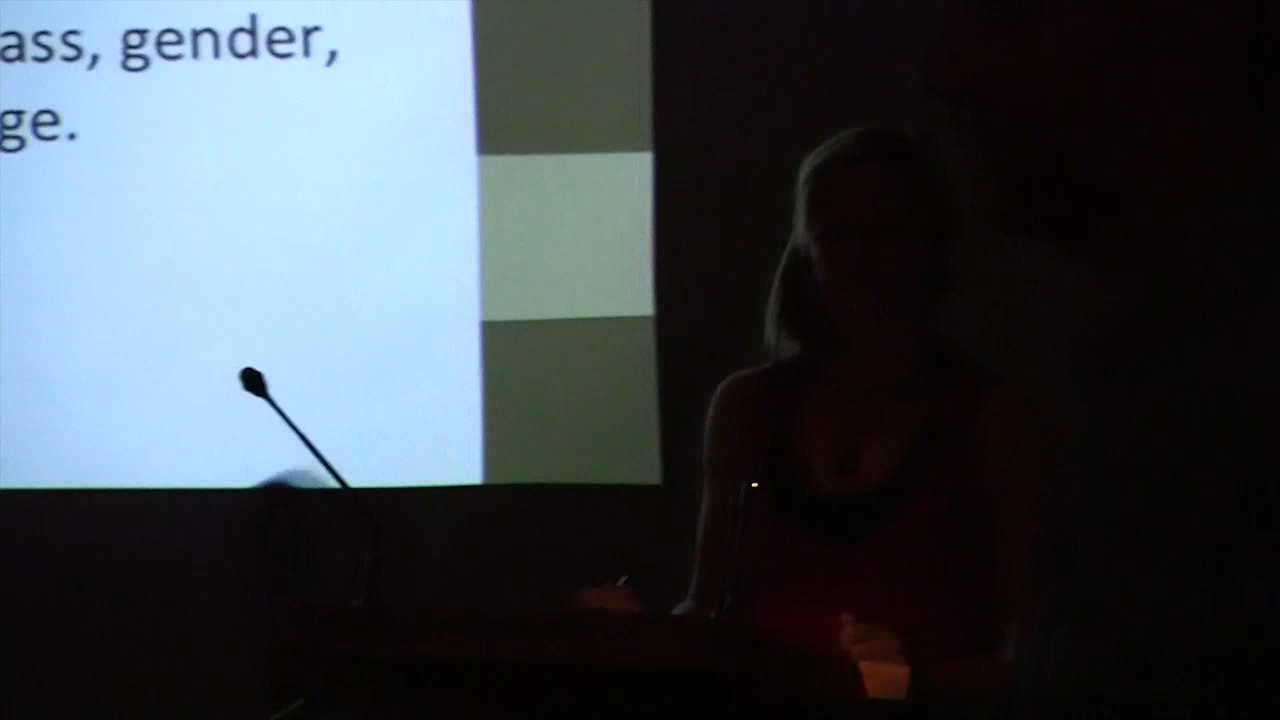 ass, gender,
ge.